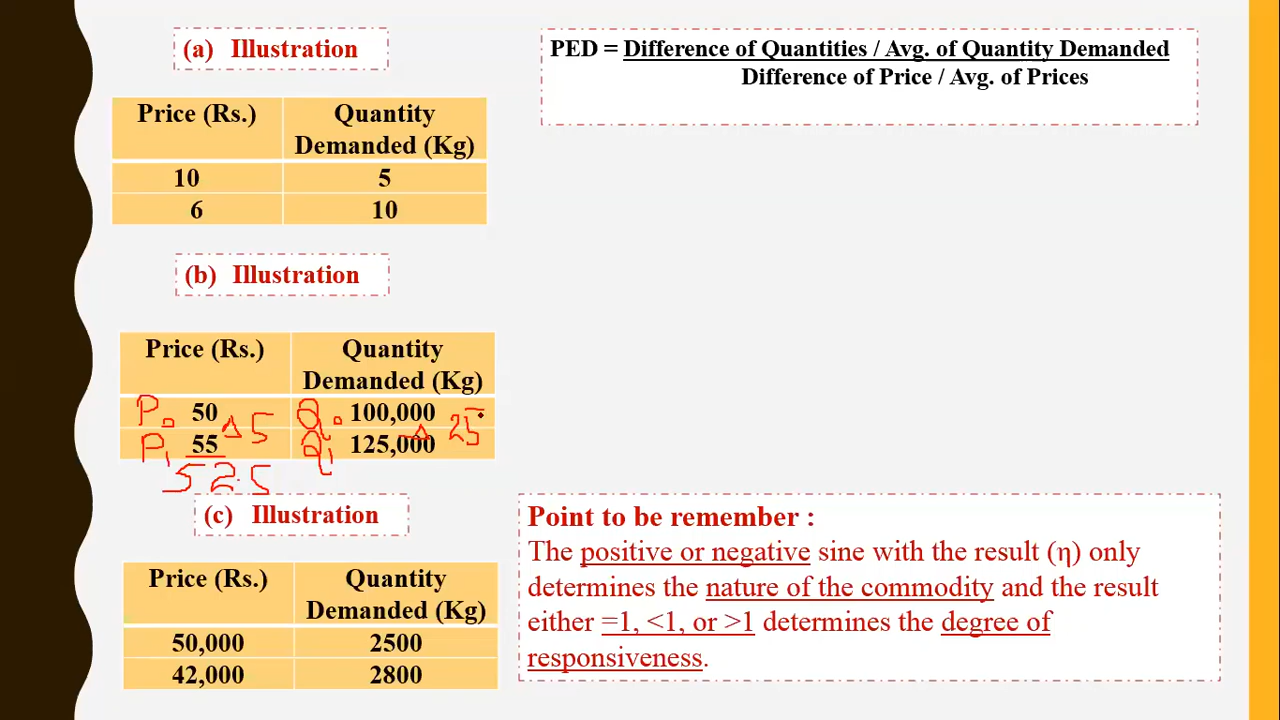 (a) Illustration
Price (Rs.) Quantity Demanded (Kg)
10 5
6 10
(b) Illustration
Price (Rs.) Quantity Demanded (Kg)
P₀ 50 Δ5 Q₀ 100,000
P₁ 55 Q₁ 125,000 Δ 25
52.5
(c) Illustration
Price (Rs.) Quantity Demanded (Kg)
50,000 2500
42,000 2800
PED = Difference of Quantities / Avg. of Quantity Demanded
Difference of Price / Avg. of Prices
Point to be remember :
The positive or negative sine with the result (η) only
determines the nature of the commodity and the result
either =1, <1, or >1 determines the degree of
responsiveness.